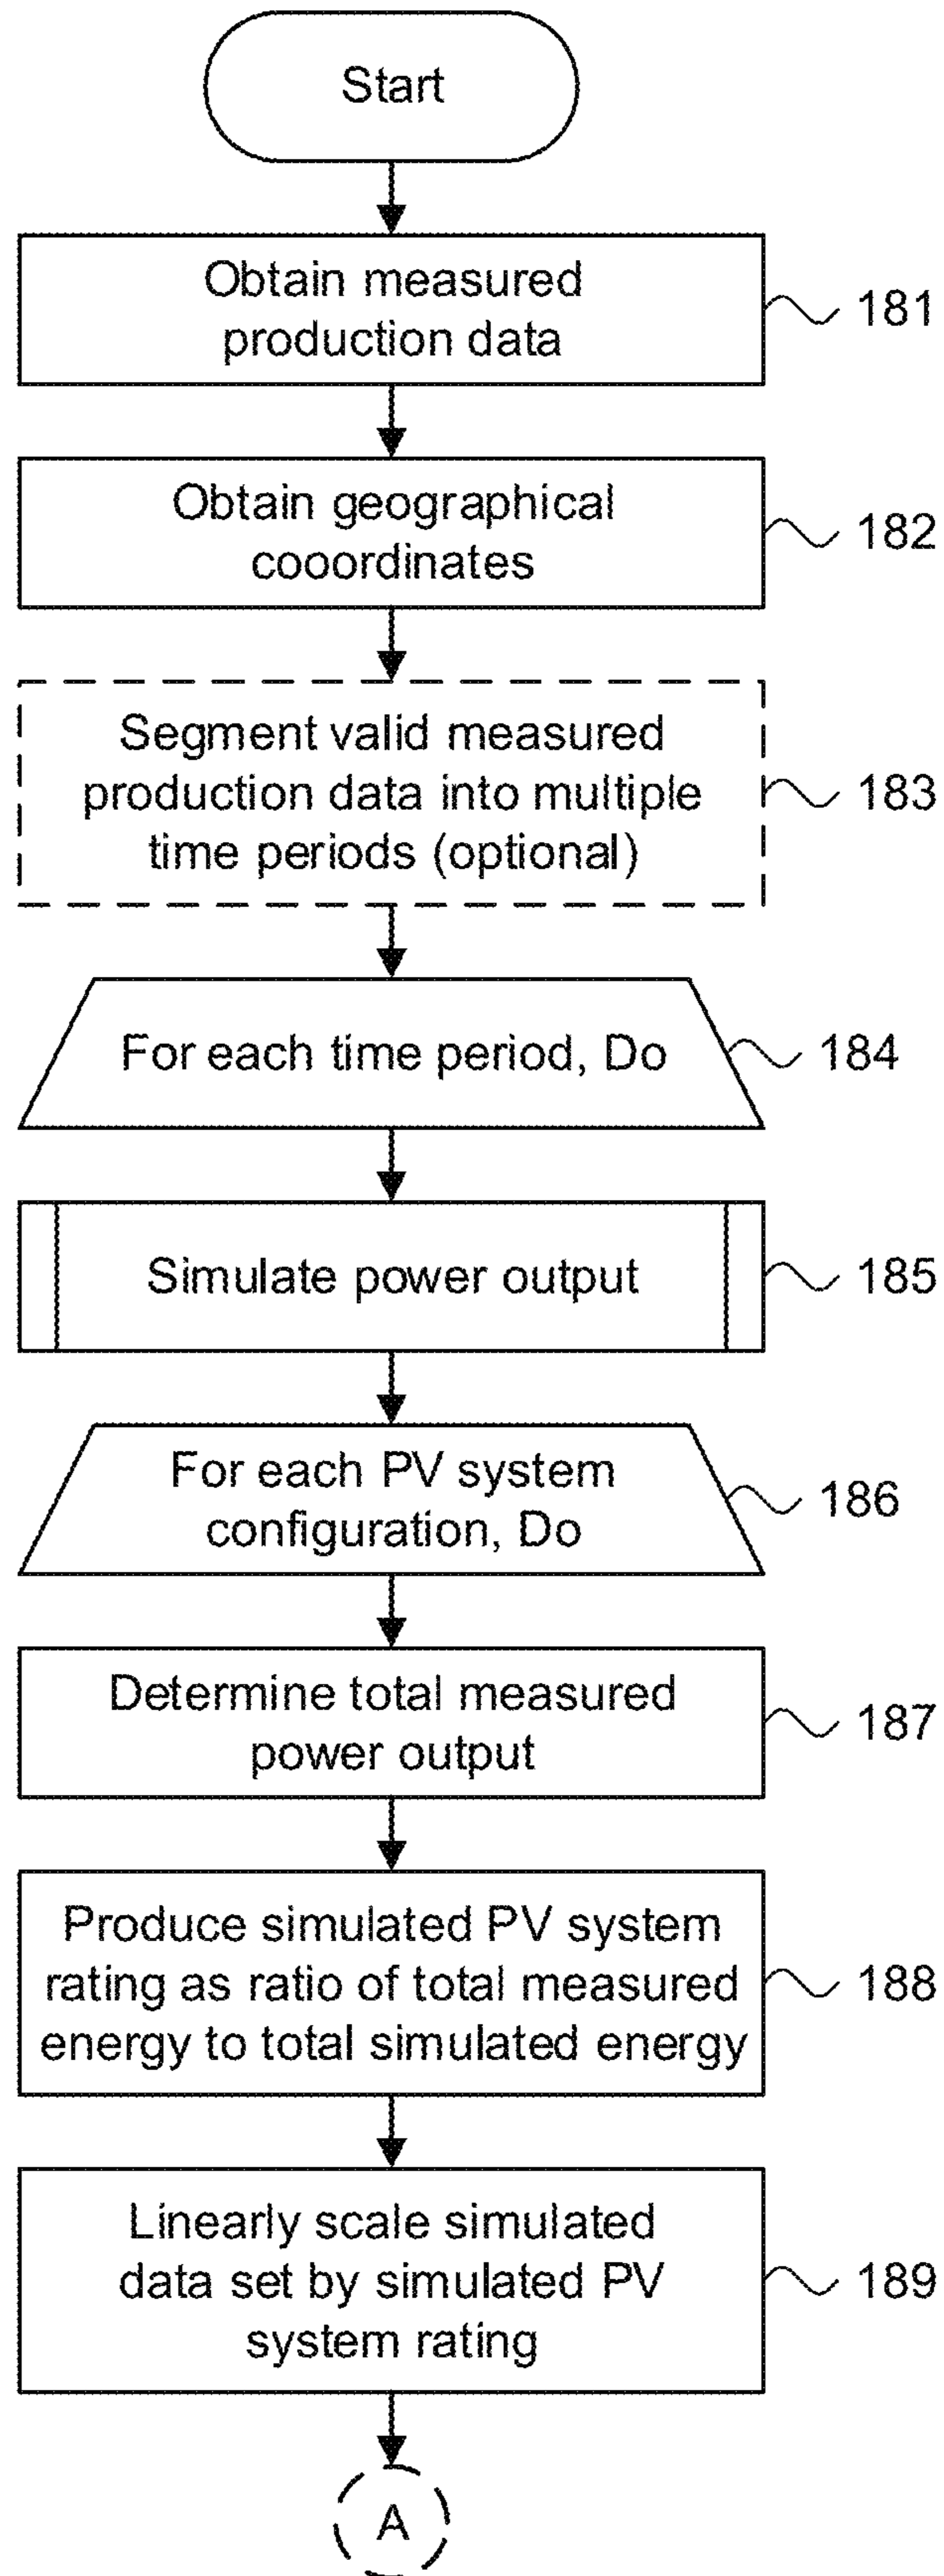 Start
Obtain measured
production data
181
Obtain geographical
cooordinates
182
Segment valid measured
production data into multiple
time periods (optional)
183
For each time period, Do
184
Simulate power output
185
For each PV system
configuration, Do
186
Determine total measured
power output
187
Produce simulated PV system
rating as ratio of total measured
energy to total simulated energy
188
Linearly scale simulated
data set by simulated PV
system rating
189
A